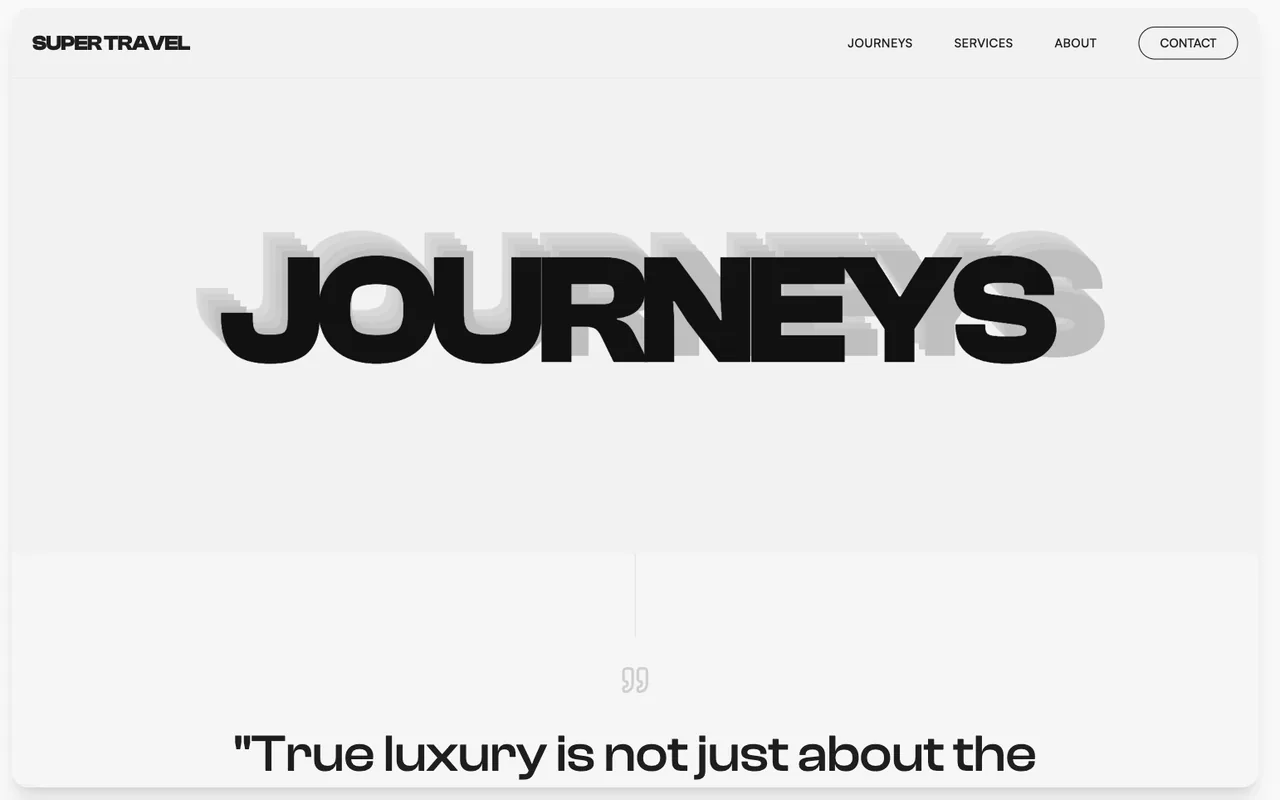 SUPER TRAVEL
JOURNEYS
SERVICES
ABOUT
CONTACT
JOURNEYS
"True luxury is not just about the